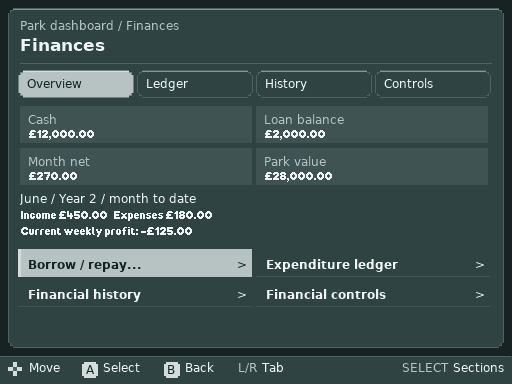 Park dashboard / Finances
Finances
Overview Ledger History Controls
Cash Loan balance
£12,000.00 £2,000.00
Month net Park value
£270.00 £28,000.00
June / Year 2 / month to date
Income £450.00 Expenses £180.00
Current weekly profit: -£125.00
Borrow / repay... > Expenditure ledger >
Financial history > Financial controls >
Move A Select B Back L/R Tab SELECT Sections